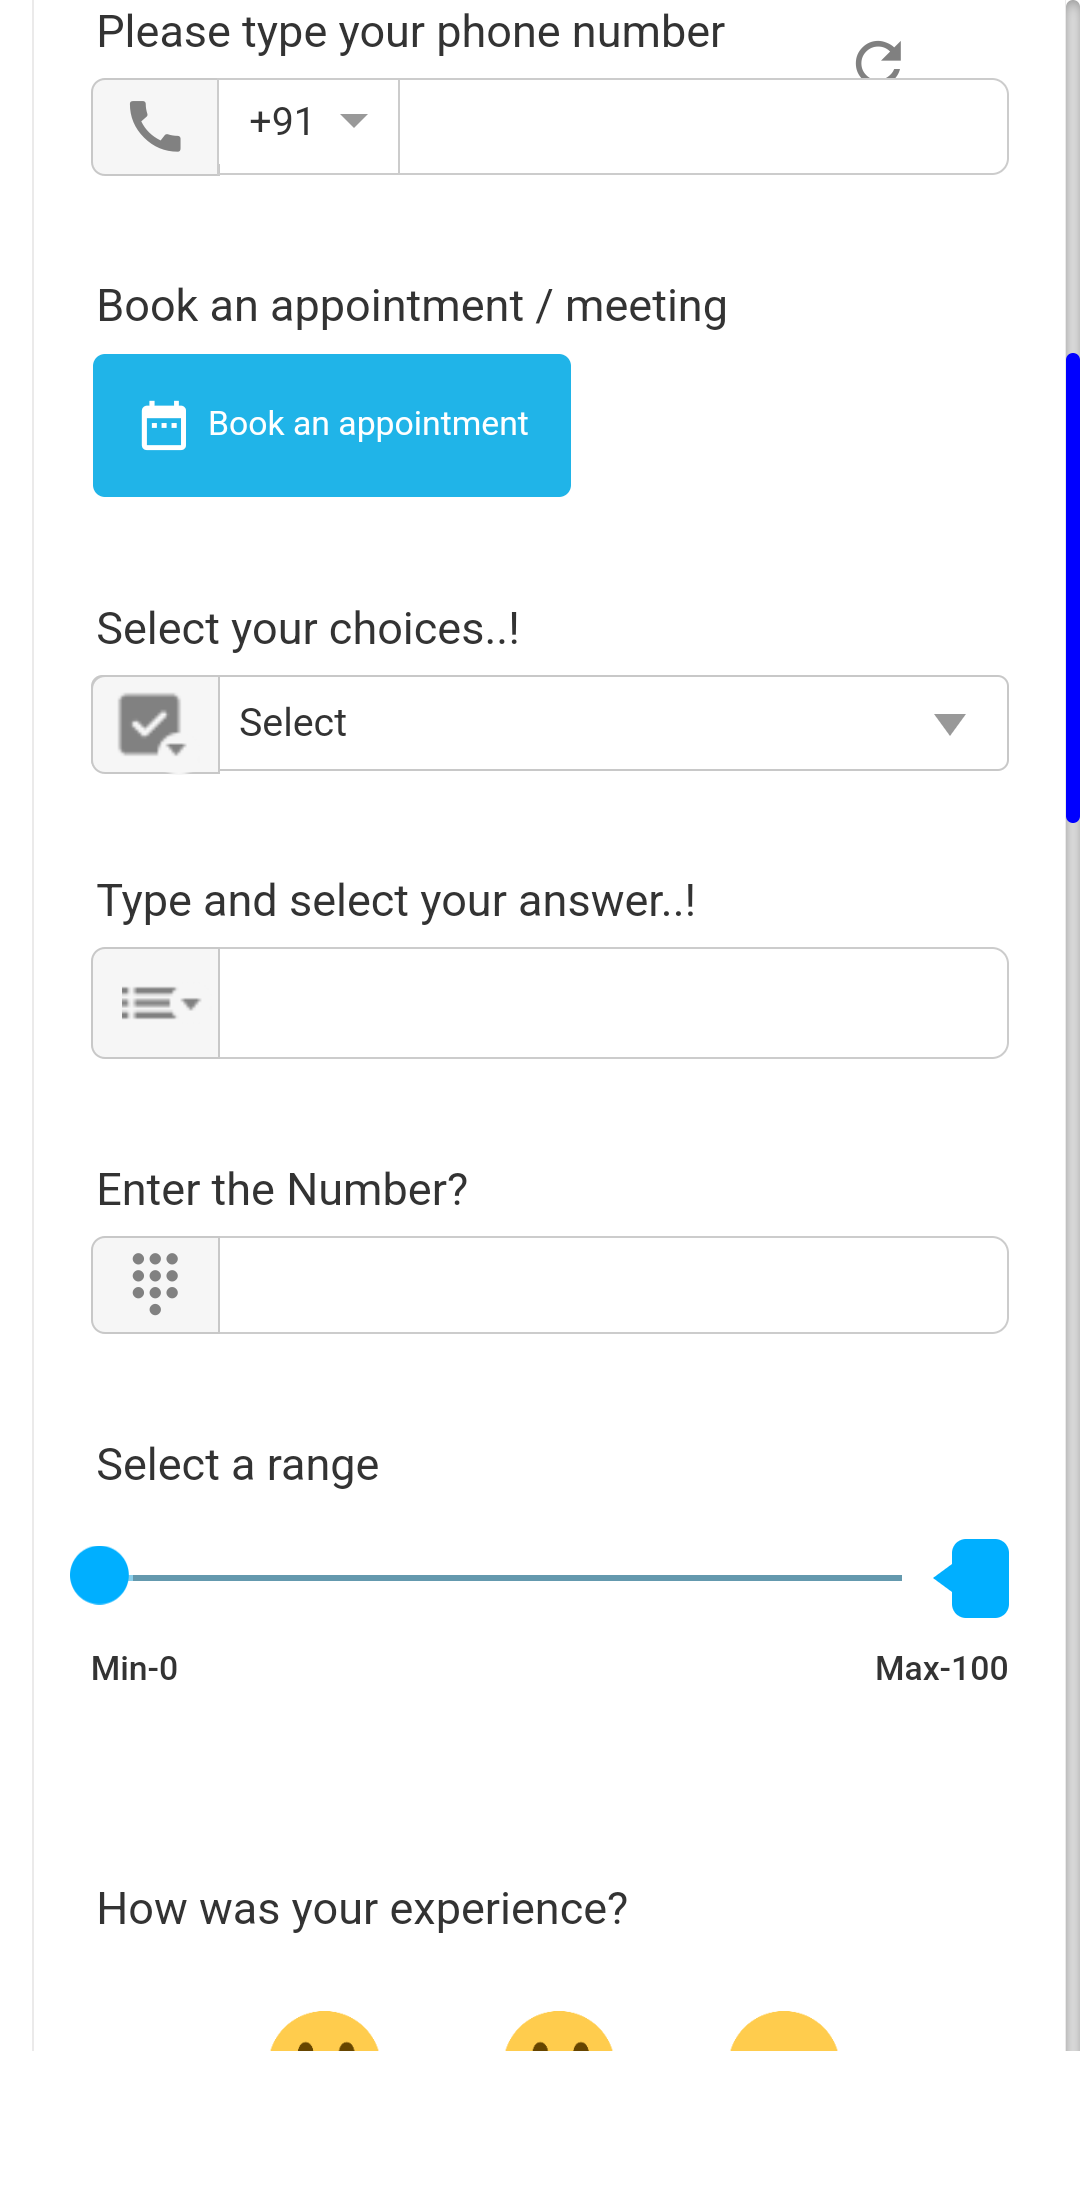 Please type your phone number
+91
Book an appointment / meeting
Book an appointment
Select your choices..!
Select
Type and select your answer..!
Enter the Number?
Select a range
Min-0 Max-100
How was your experience?